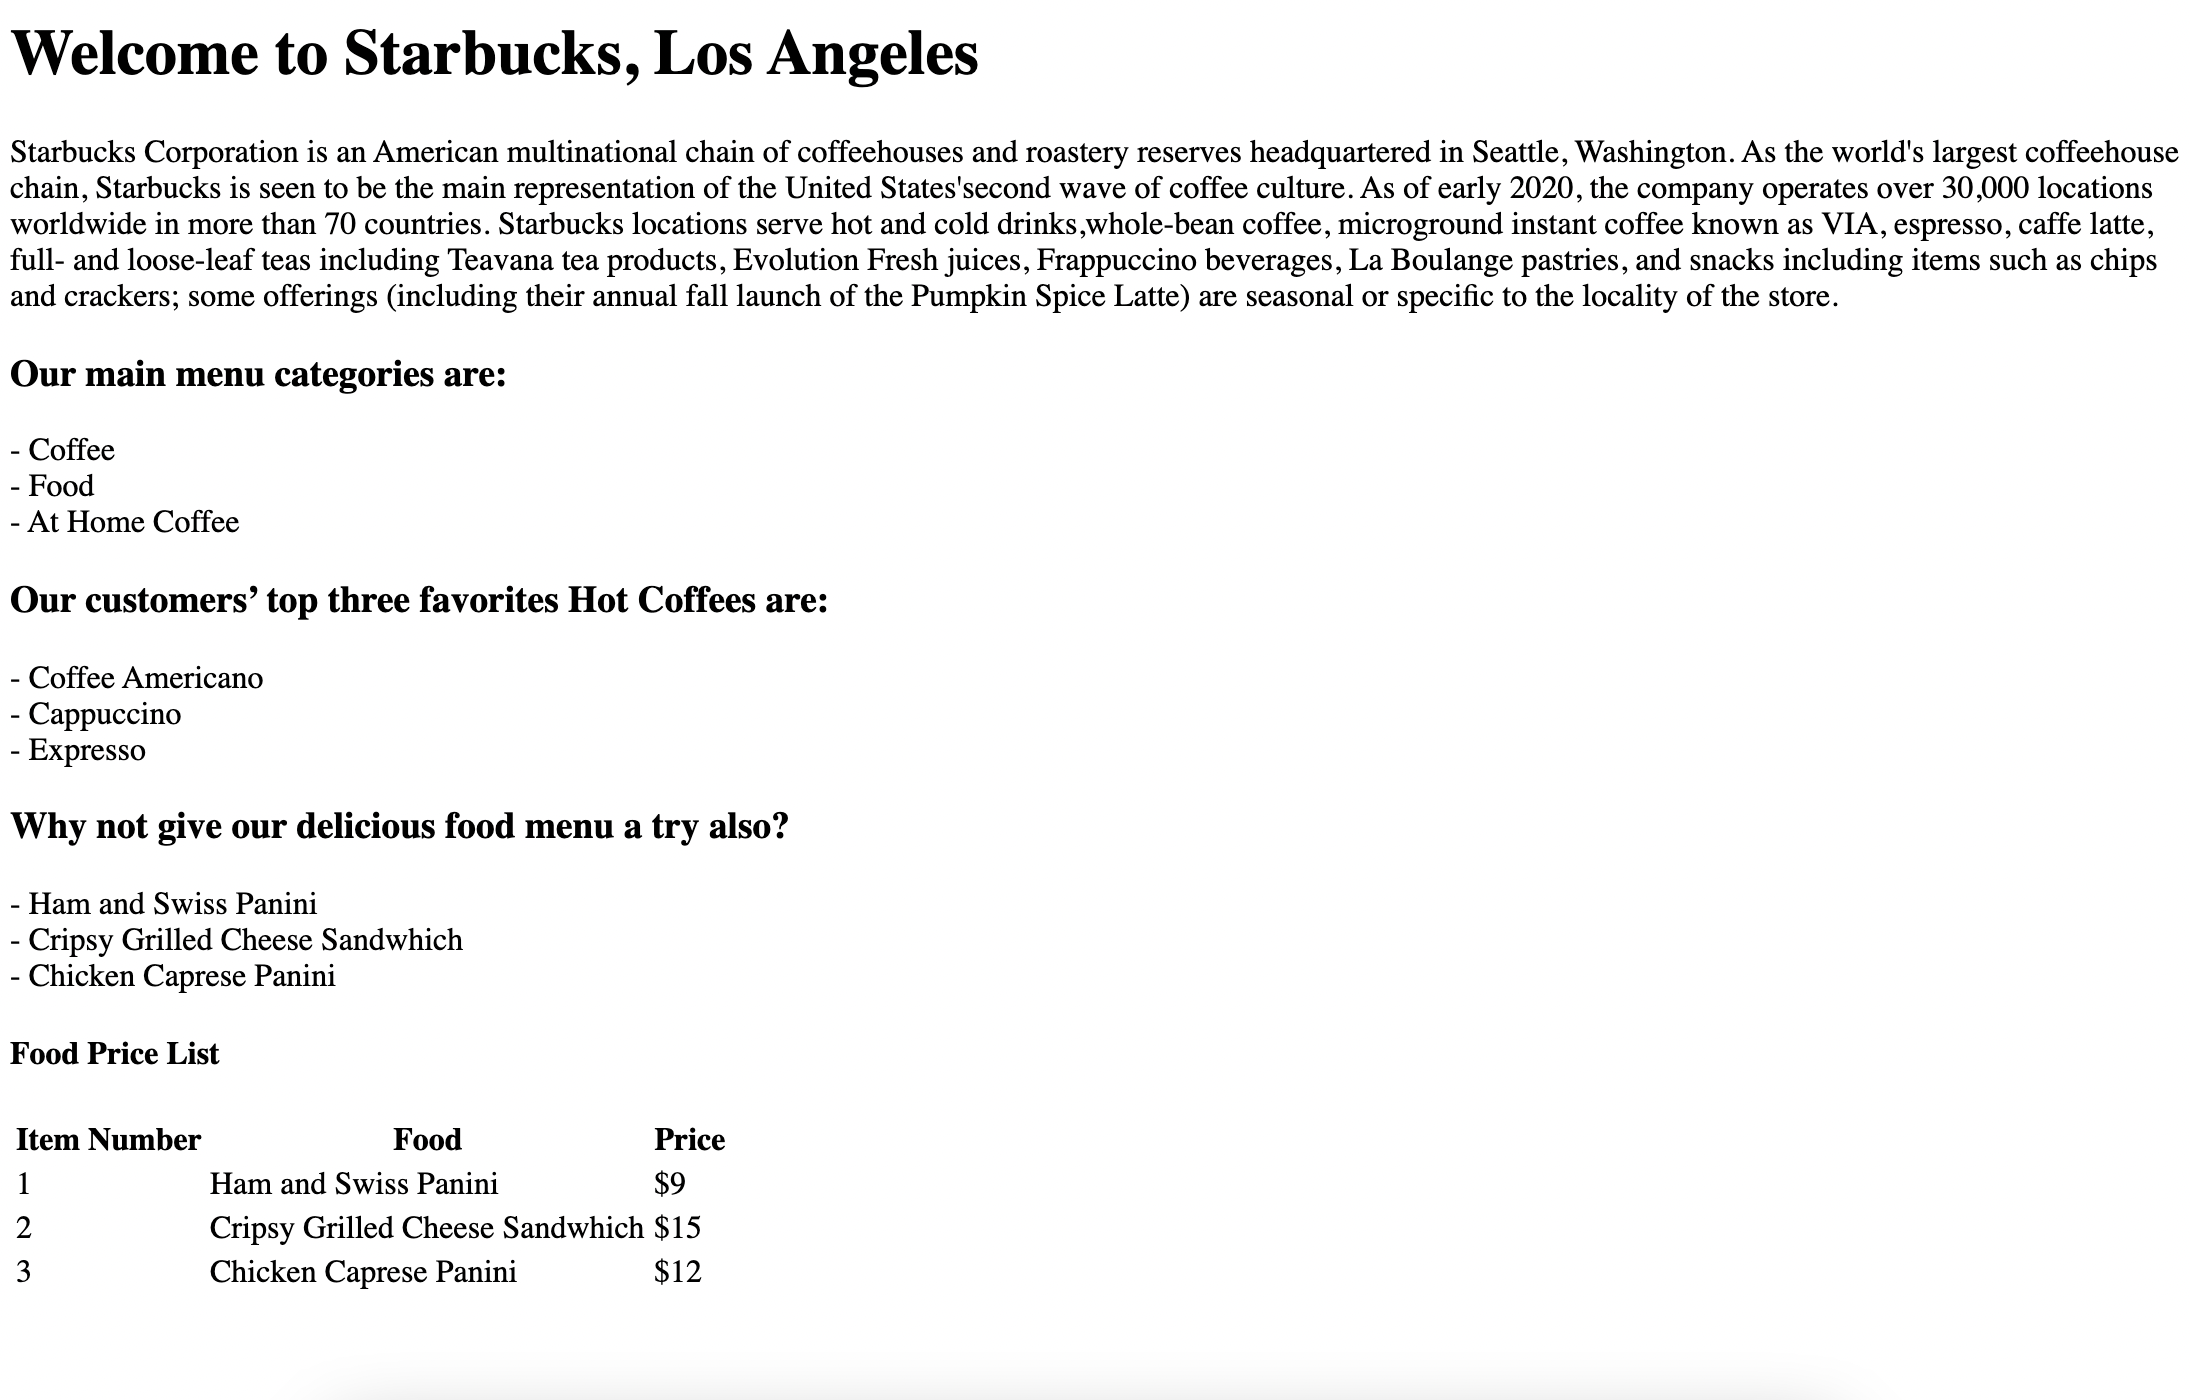 Welcome to Starbucks, Los Angeles
Starbucks Corporation is an American multinational chain of coffeehouses and roastery reserves headquartered in Seattle, Washington. As the world's largest coffeehouse
chain, Starbucks is seen to be the main representation of the United States'second wave of coffee culture. As of early 2020, the company operates over 30,000 locations
worldwide in more than 70 countries. Starbucks locations serve hot and cold drinks,whole-bean coffee, microground instant coffee known as VIA, espresso, caffe latte,
full- and loose-leaf teas including Teavana tea products, Evolution Fresh juices, Frappuccino beverages, La Boulange pastries, and snacks including items such as chips
and crackers; some offerings (including their annual fall launch of the Pumpkin Spice Latte) are seasonal or specific to the locality of the store.
Our main menu categories are:
- Coffee
- Food
- At Home Coffee
Our customers’ top three favorites Hot Coffees are:
- Coffee Americano
- Cappuccino
- Expresso
Why not give our delicious food menu a try also?
- Ham and Swiss Panini
- Cripsy Grilled Cheese Sandwhich
- Chicken Caprese Panini
Food Price List
Item Number Food Price
1 Ham and Swiss Panini $9
2 Cripsy Grilled Cheese Sandwhich $15
3 Chicken Caprese Panini $12